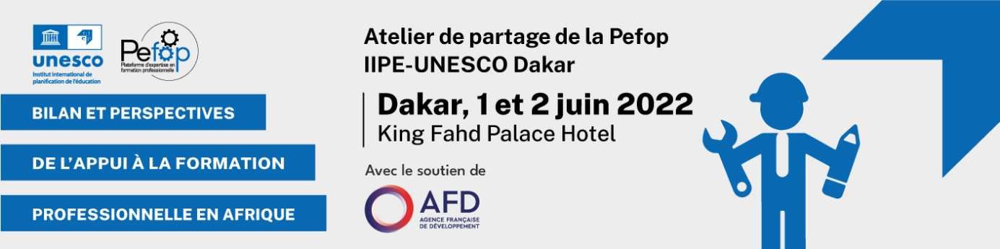 unesco
Institut international de
planification de l'éducation
Pefop
Plateforme d'expertise en
formation professionnelle
BILAN ET PERSPECTIVES
DE L'APPUI À LA FORMATION
PROFESSIONNELLE EN AFRIQUE
Atelier de partage de la Pefop
IIPE-UNESCO Dakar
Dakar, 1 et 2 juin 2022
King Fahd Palace Hotel
Avec le soutien de
AFD
AGENCE FRANÇAISE
DE DÉVELOPPEMENT